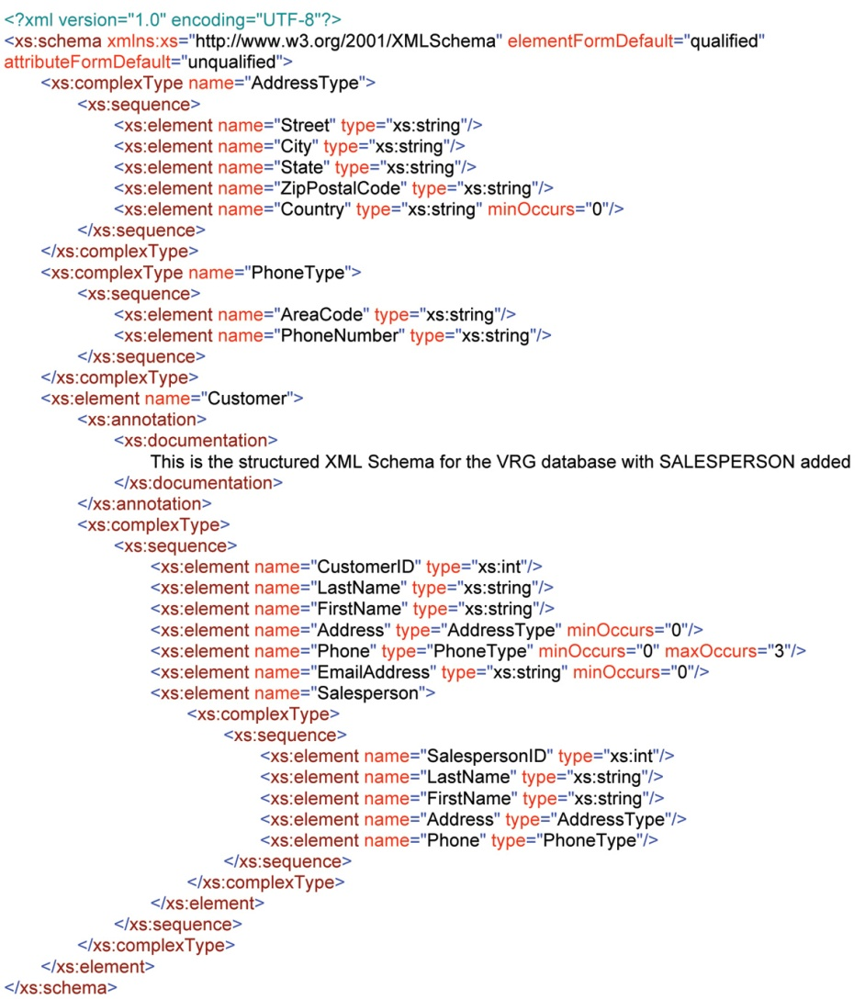 <?xml version="1.0" encoding="UTF-8"?>
<xs:schema xmlns:xs="http://www.w3.org/2001/XMLSchema" elementFormDefault="qualified"
attributeFormDefault="unqualified">
<xs:complexType name="AddressType">
<xs:sequence>
<xs:element name="Street" type="xs:string"/>
<xs:element name="City" type="xs:string"/>
<xs:element name="State" type="xs:string"/>
<xs:element name="ZipPostalCode" type="xs:string"/>
<xs:element name="Country" type="xs:string" minOccurs="0"/>
</xs:sequence>
</xs:complexType>
<xs:complexType name="PhoneType">
<xs:sequence>
<xs:element name="AreaCode" type="xs:string"/>
<xs:element name="PhoneNumber" type="xs:string"/>
</xs:sequence>
</xs:complexType>
<xs:element name="Customer">
<xs:annotation>
<xs:documentation>
This is the structured XML Schema for the VRG database with SALESPERSON added
</xs:documentation>
</xs:annotation>
<xs:complexType>
<xs:sequence>
<xs:element name="CustomerID" type="xs:int"/>
<xs:element name="LastName" type="xs:string"/>
<xs:element name="FirstName" type="xs:string"/>
<xs:element name="Address" type="AddressType" minOccurs="0"/>
<xs:element name="Phone" type="PhoneType" minOccurs="0" maxOccurs="3"/>
<xs:element name="EmailAddress" type="xs:string" minOccurs="0"/>
<xs:element name="Salesperson">
<xs:complexType>
<xs:sequence>
<xs:element name="SalespersonID" type="xs:int"/>
<xs:element name="LastName" type="xs:string"/>
<xs:element name="FirstName" type="xs:string"/>
<xs:element name="Address" type="AddressType"/>
<xs:element name="Phone" type="PhoneType"/>
</xs:sequence>
</xs:complexType>
</xs:element>
</xs:sequence>
</xs:complexType>
</xs:element>
</xs:schema>